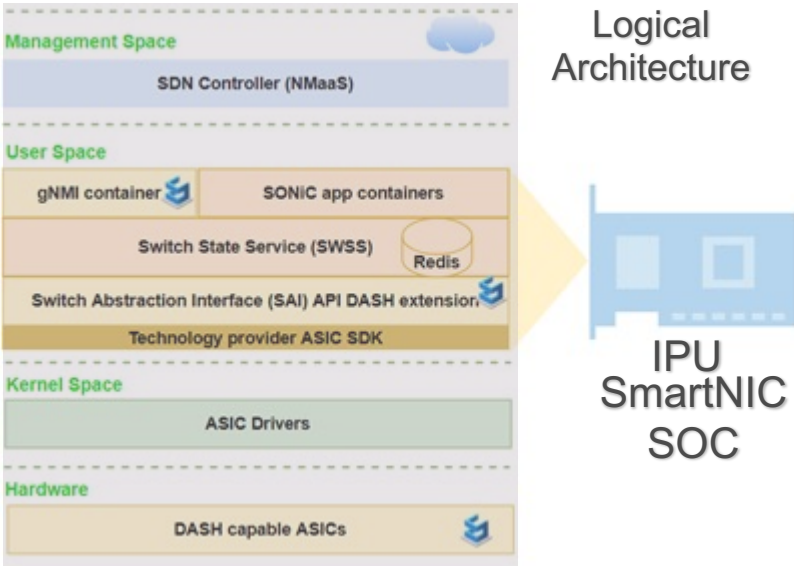 Logical
Architecture
Management Space
SDN Controller (NMaaS)
User Space
gNMI container
SONiC app containers
Switch State Service (SWSS)
Redis
Switch Abstraction Interface (SAI) API DASH extension
Technology provider ASIC SDK
Kernel Space
ASIC Drivers
Hardware
DASH capable ASICs
IPU
SmartNIC
SOC